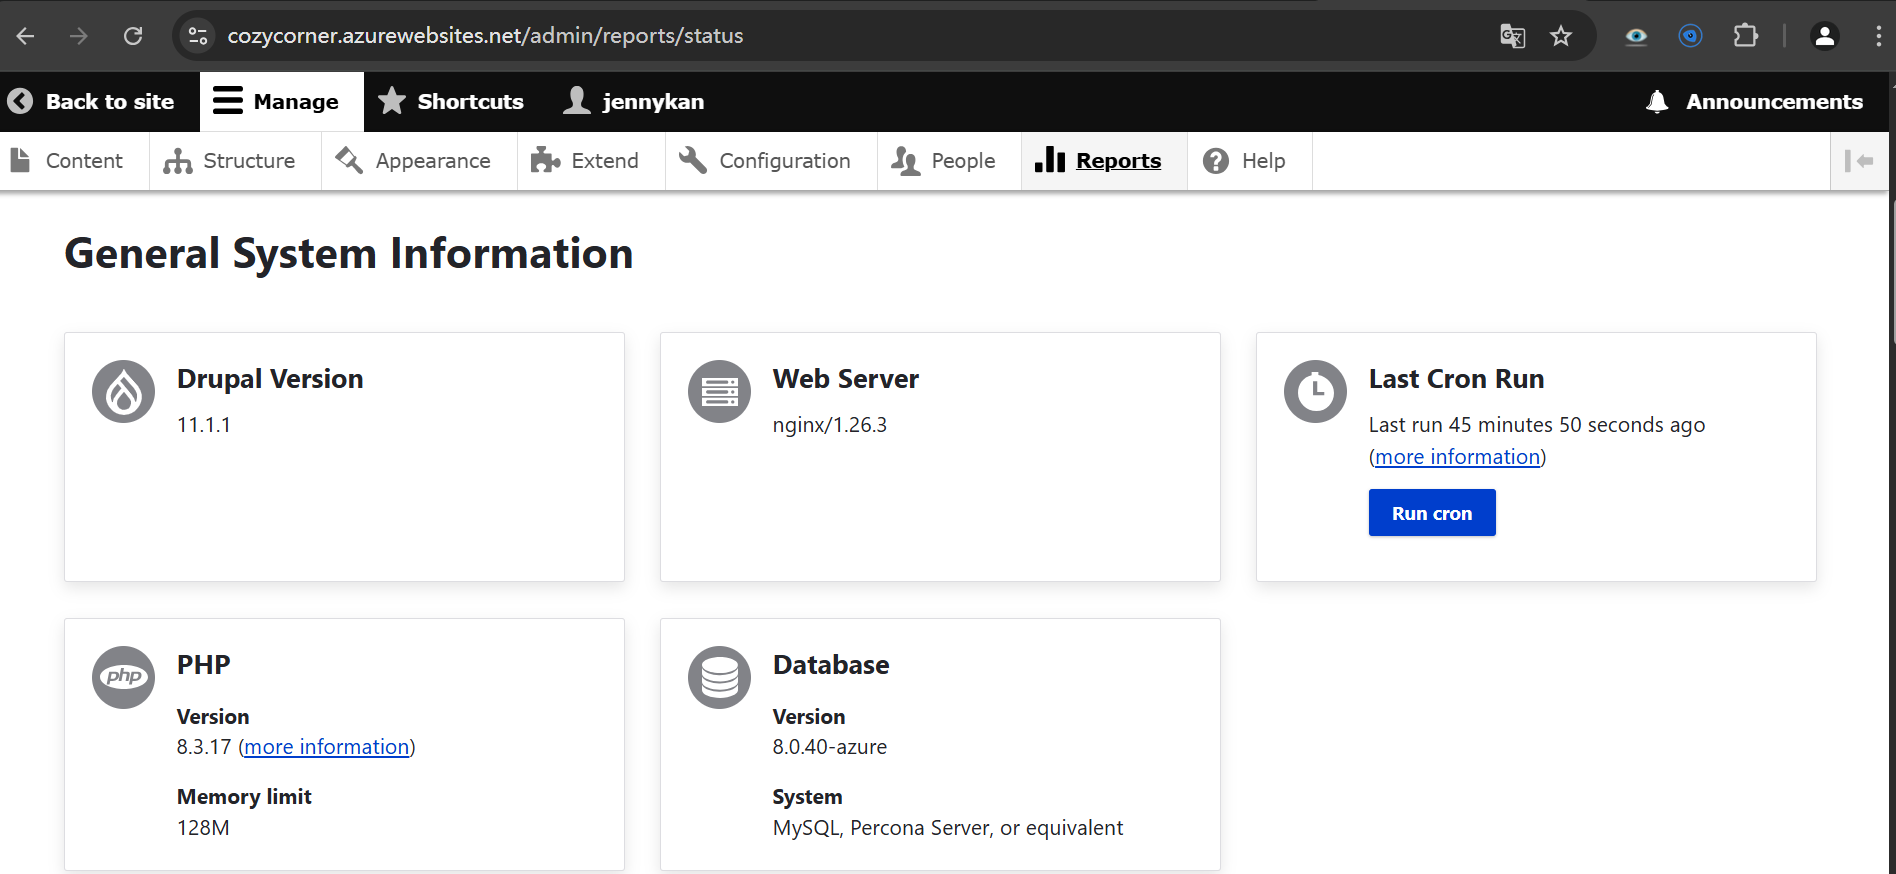 cozycorner.azurewebsites.net/admin/reports/status
Back to site
Manage
Shortcuts
jennykan
Announcements
Content
Structure
Appearance
Extend
Configuration
People
Reports
Help
General System Information
Drupal Version
11.1.1
Web Server
nginx/1.26.3
Last Cron Run
Last run 45 minutes 50 seconds ago
(more information)
Run cron
php
PHP
Version
8.3.17 (more information)
Memory limit
128M
Database
Version
8.0.40-azure
System
MySQL, Percona Server, or equivalent